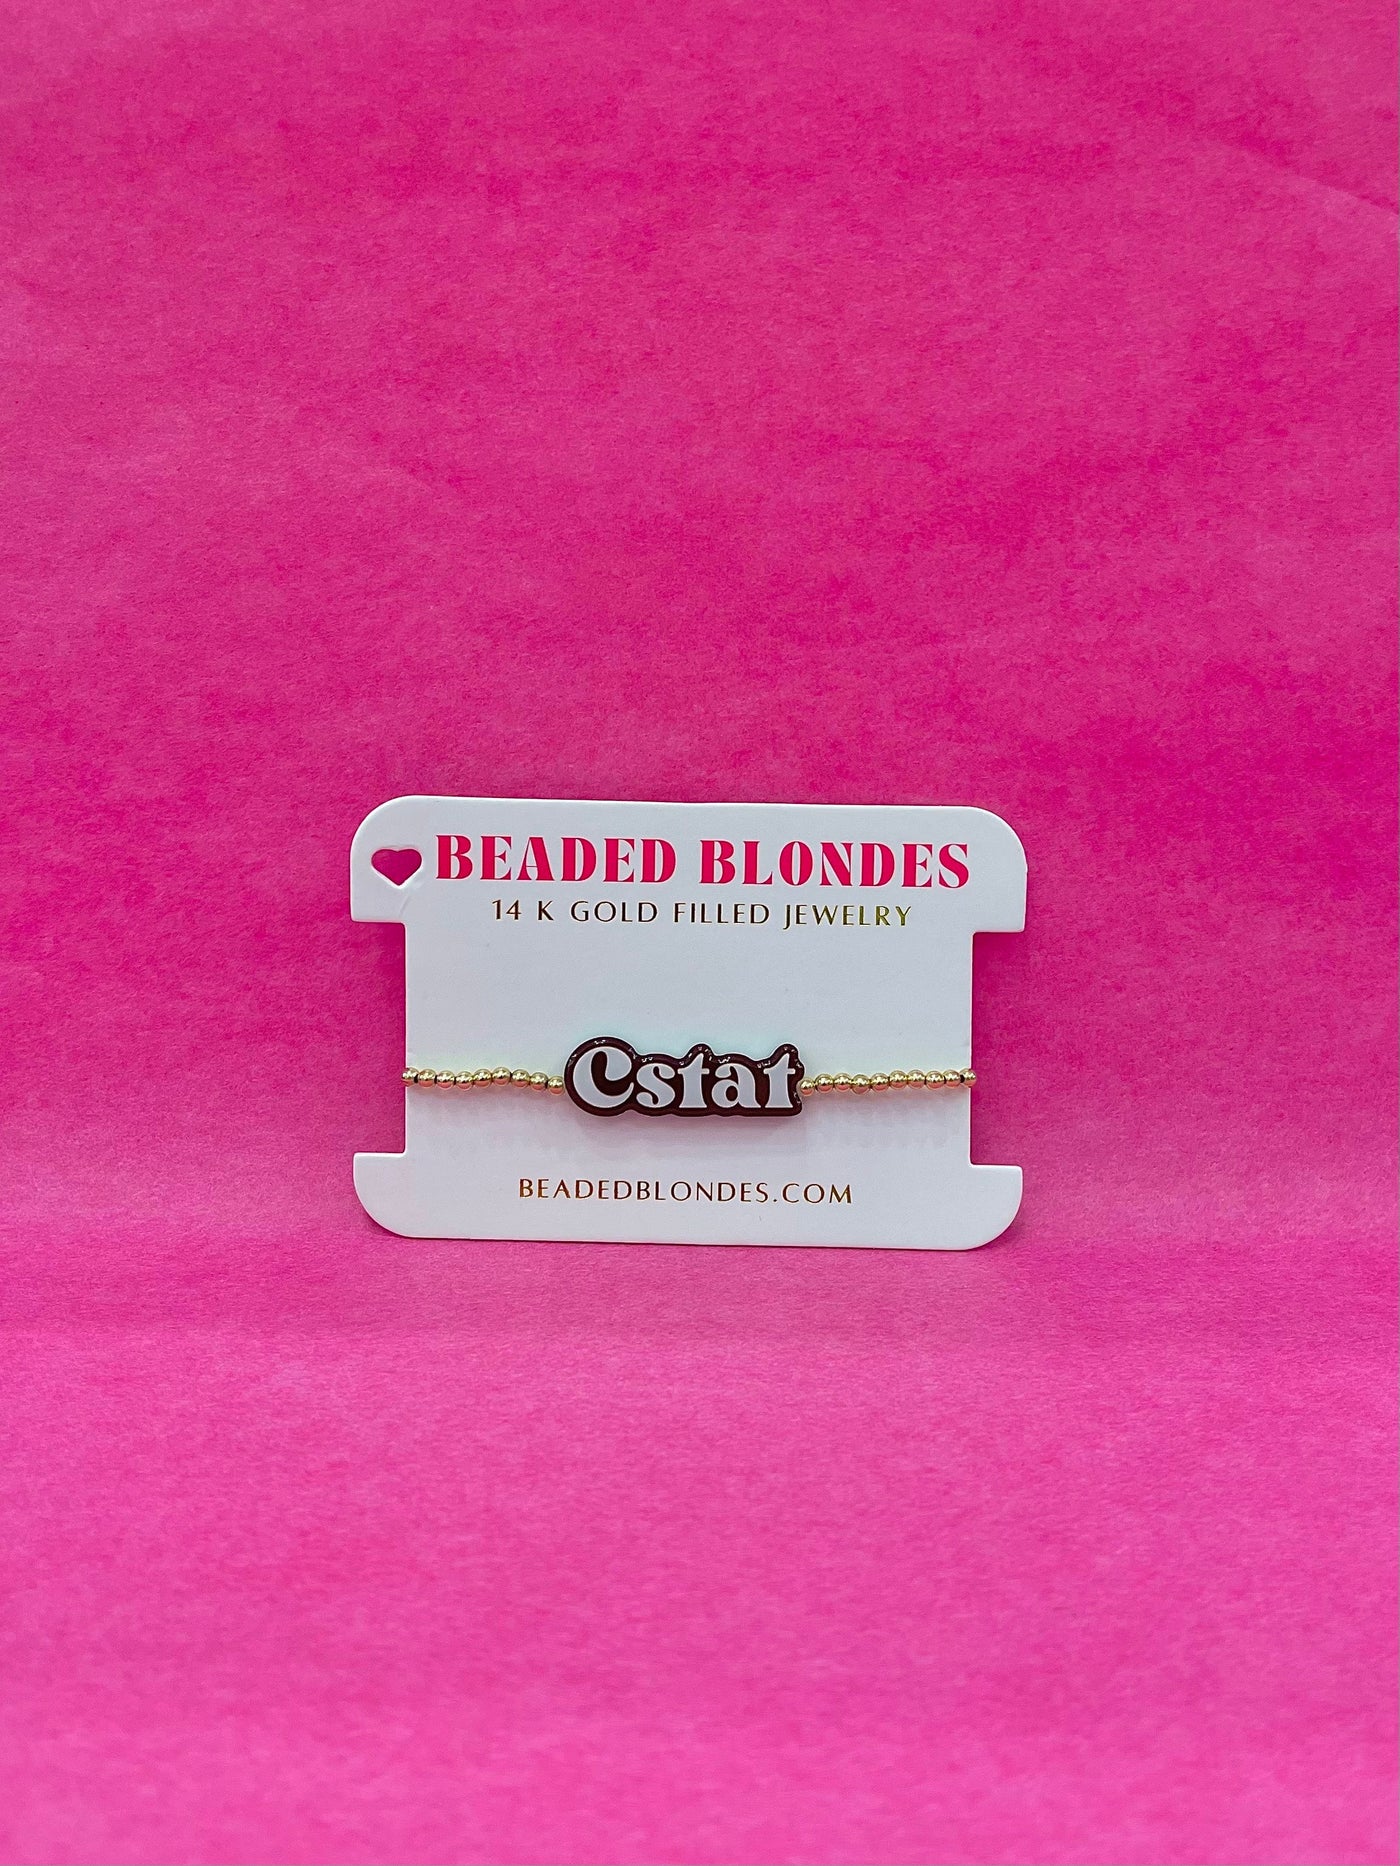 BEADED BLONDES
14 K GOLD FILLED JEWELRY
Cstat
BEADEDBLONDES.COM